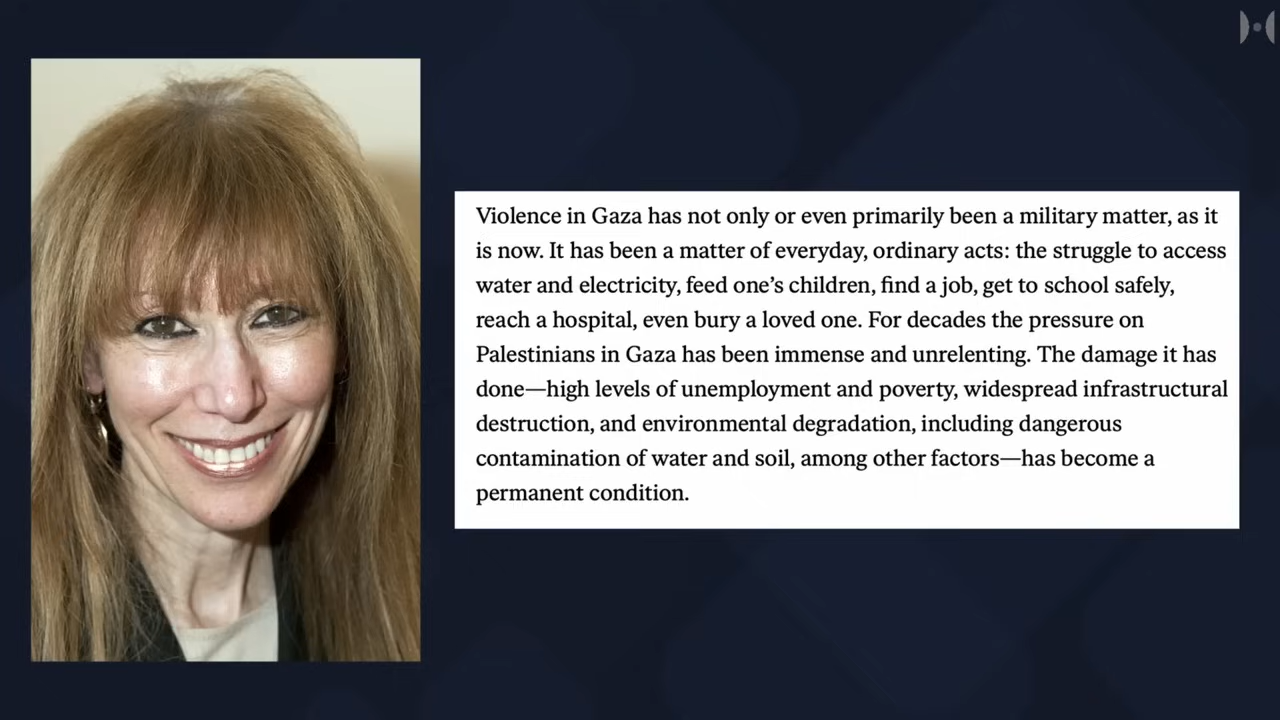 Violence in Gaza has not only or even primarily been a military matter, as it
is now. It has been a matter of everyday, ordinary acts: the struggle to access
water and electricity, feed one’s children, find a job, get to school safely,
reach a hospital, even bury a loved one. For decades the pressure on
Palestinians in Gaza has been immense and unrelenting. The damage it has
done—high levels of unemployment and poverty, widespread infrastructural
destruction, and environmental degradation, including dangerous
contamination of water and soil, among other factors—has become a
permanent condition.